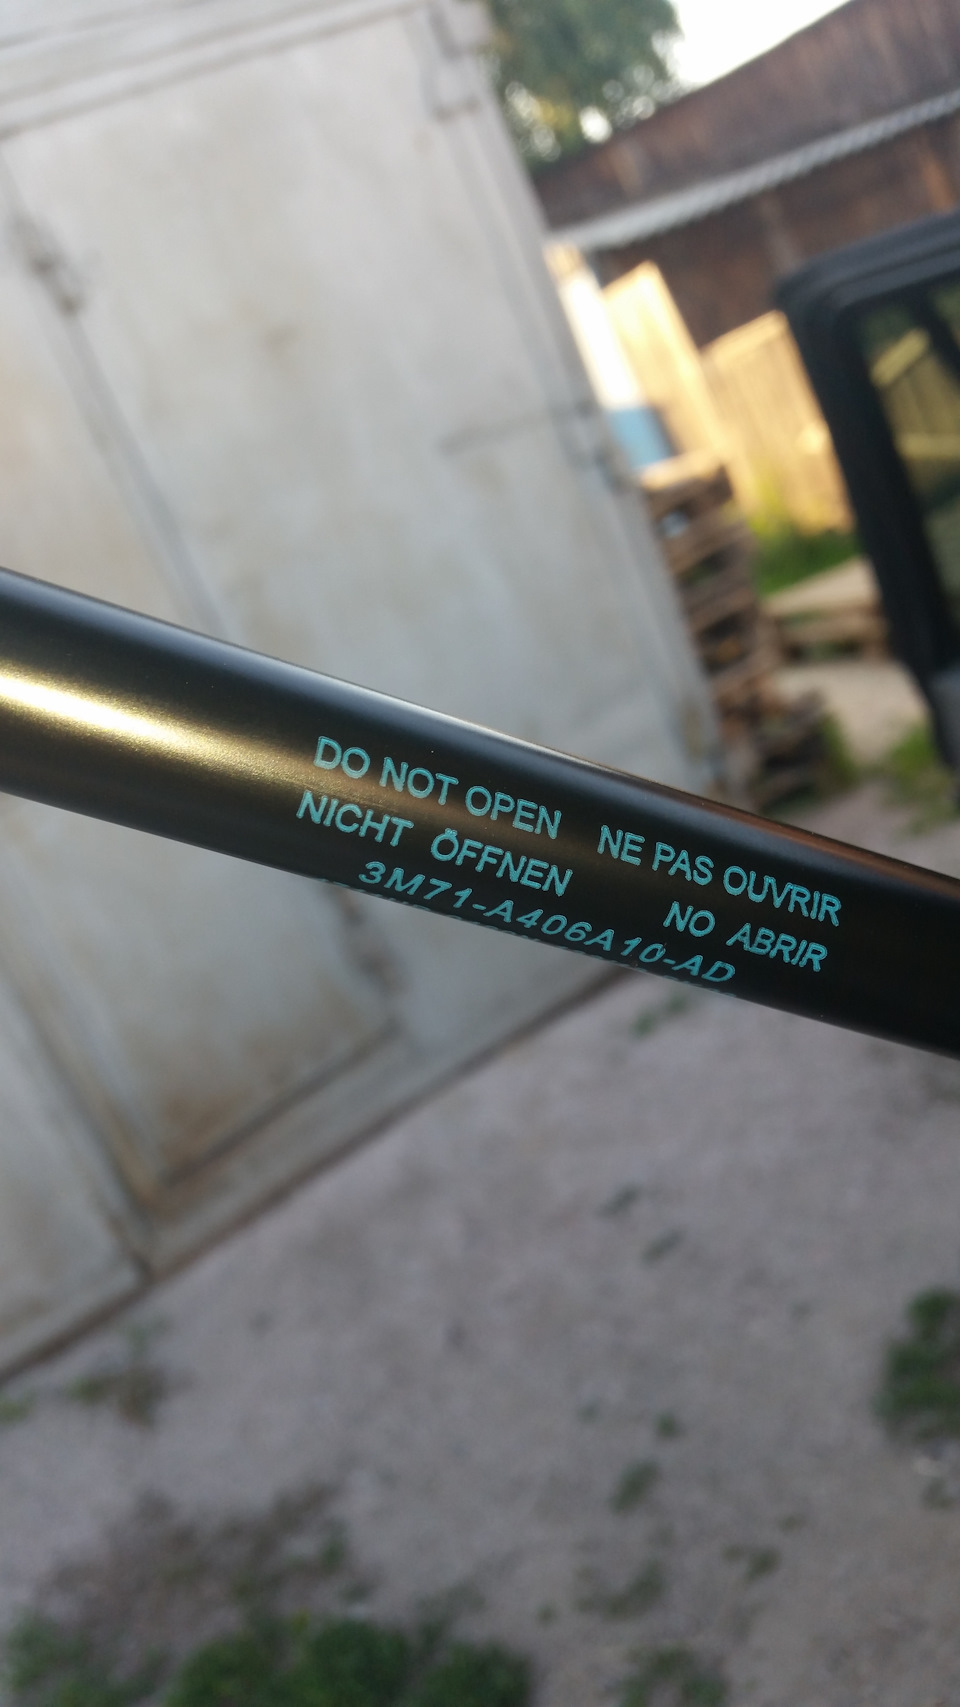 DO NOT OPEN NE PAS OUVRIR
NICHT ÖFFNEN NO ABRIR
3M71-A406A10-AD